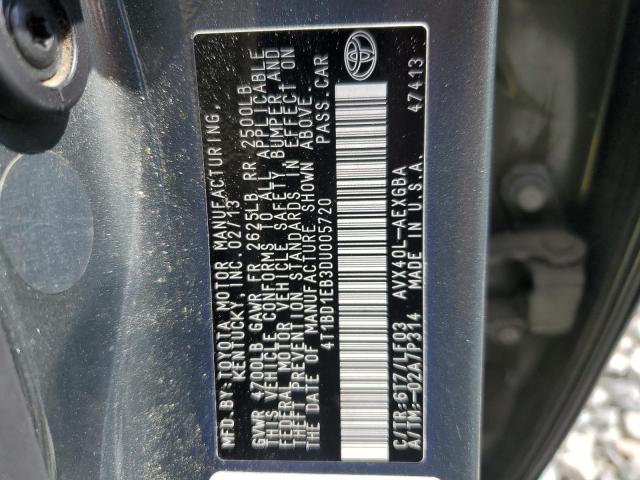 MFD.BY: TOYOTA MOTOR MANUFACTURING,
KENTUCKY, INC. 02/13
GVWR 4700LB GAWR FR 2625LB RR 2500LB
THIS VEHICLE CONFORMS TO ALL APPLICABLE
FEDERAL MOTOR VEHICLE SAFETY BUMPER AND
THEFT PREVENTION STANDARDS IN EFFECT ON
THE DATE OF MANUFACTURE SHOWN ABOVE.
4T1BD1EB3DU005720 PASS. CAR
C/TR:6T7/LF03 AVX40L-AEXGBA
A/TM:-02A/P314 MADE IN U.S.A. 47413